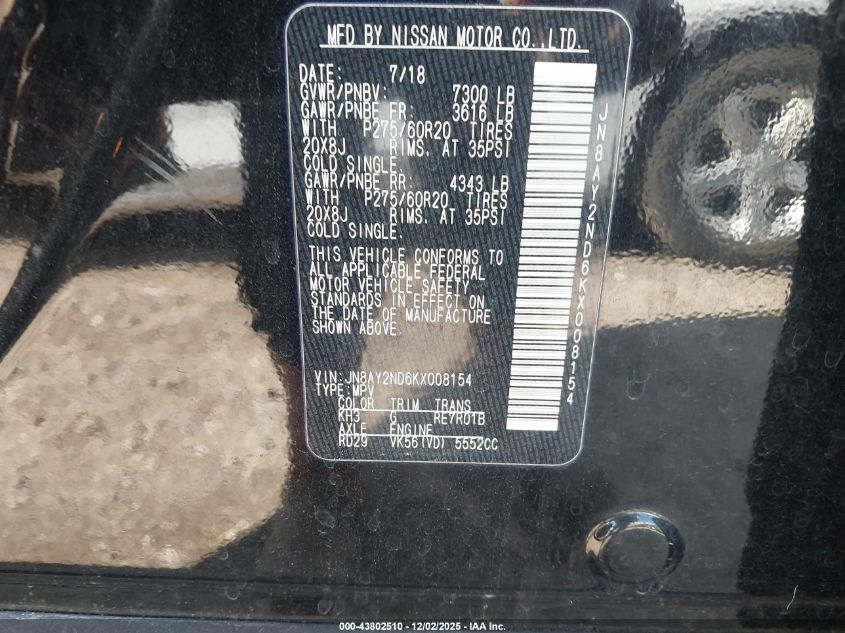 MFD BY NISSAN MOTOR CO.,LTD.
DATE: 7/18
GVWR/PNBV: 7300 LB
GAWR/PNBE FR: 3616 LB
WITH P275/60R20 TIRES
20X8J RIMS. AT 35PSI
COLD SINGLE.
GAWR/PNBE RR: 4343 LB
WITH P275/60R20 TIRES
20X8J RIMS. AT 35PSI
COLD SINGLE.
THIS VEHICLE CONFORMS TO
ALL APPLICABLE FEDERAL
MOTOR VEHICLE SAFETY
STANDARDS IN EFFECT ON
THE DATE OF MANUFACTURE
SHOWN ABOVE.
VIN:JN8AY2ND6KX008154
TYPE:MPV
COLOR TRIM TRANS
KH3 G RE7R01B
AXLE ENGINE
RD29 VK56(VD) 5552CC
JN8AY2ND6KX008154
000-43802510 - 12/02/2025 - IAA Inc.